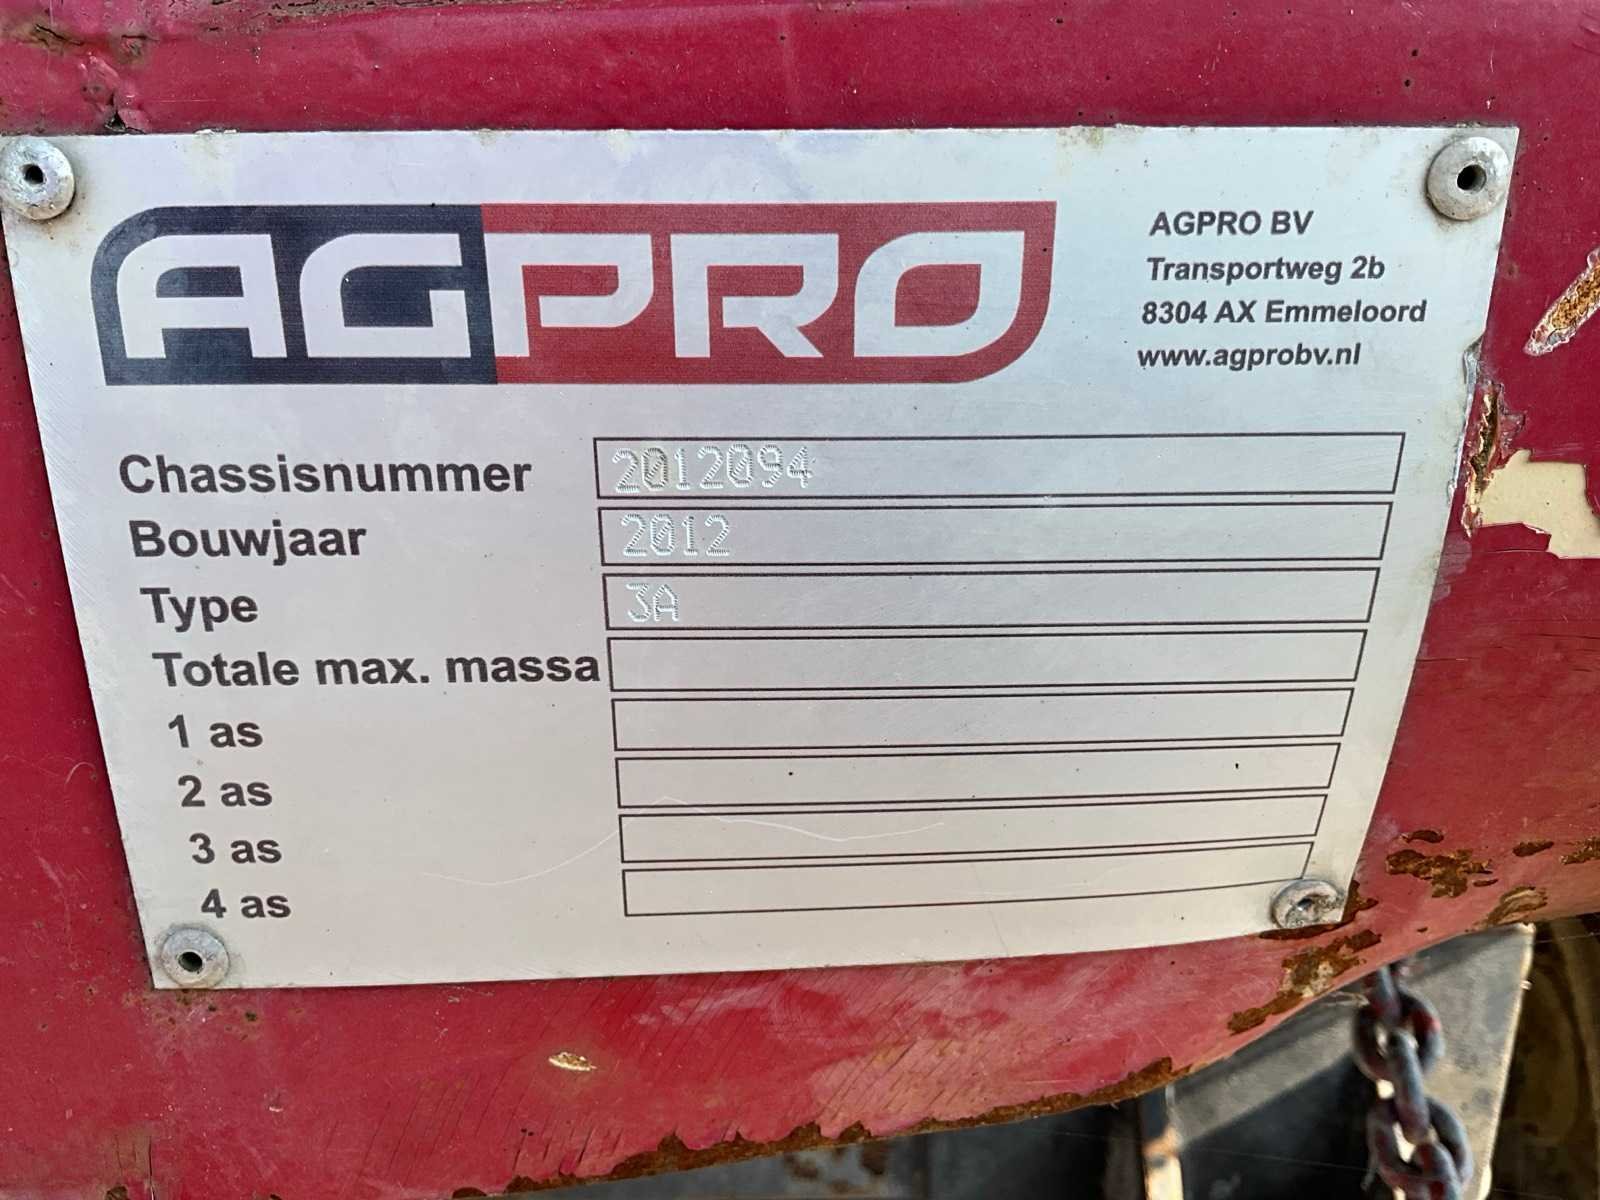 AGPRO
AGPRO BV
Transportweg 2b
8304 AX Emmeloord
www.agprobv.nl
Chassisnummer 2012094
Bouwjaar 2012
Type 3A
Totale max. massa
1 as
2 as
3 as
4 as